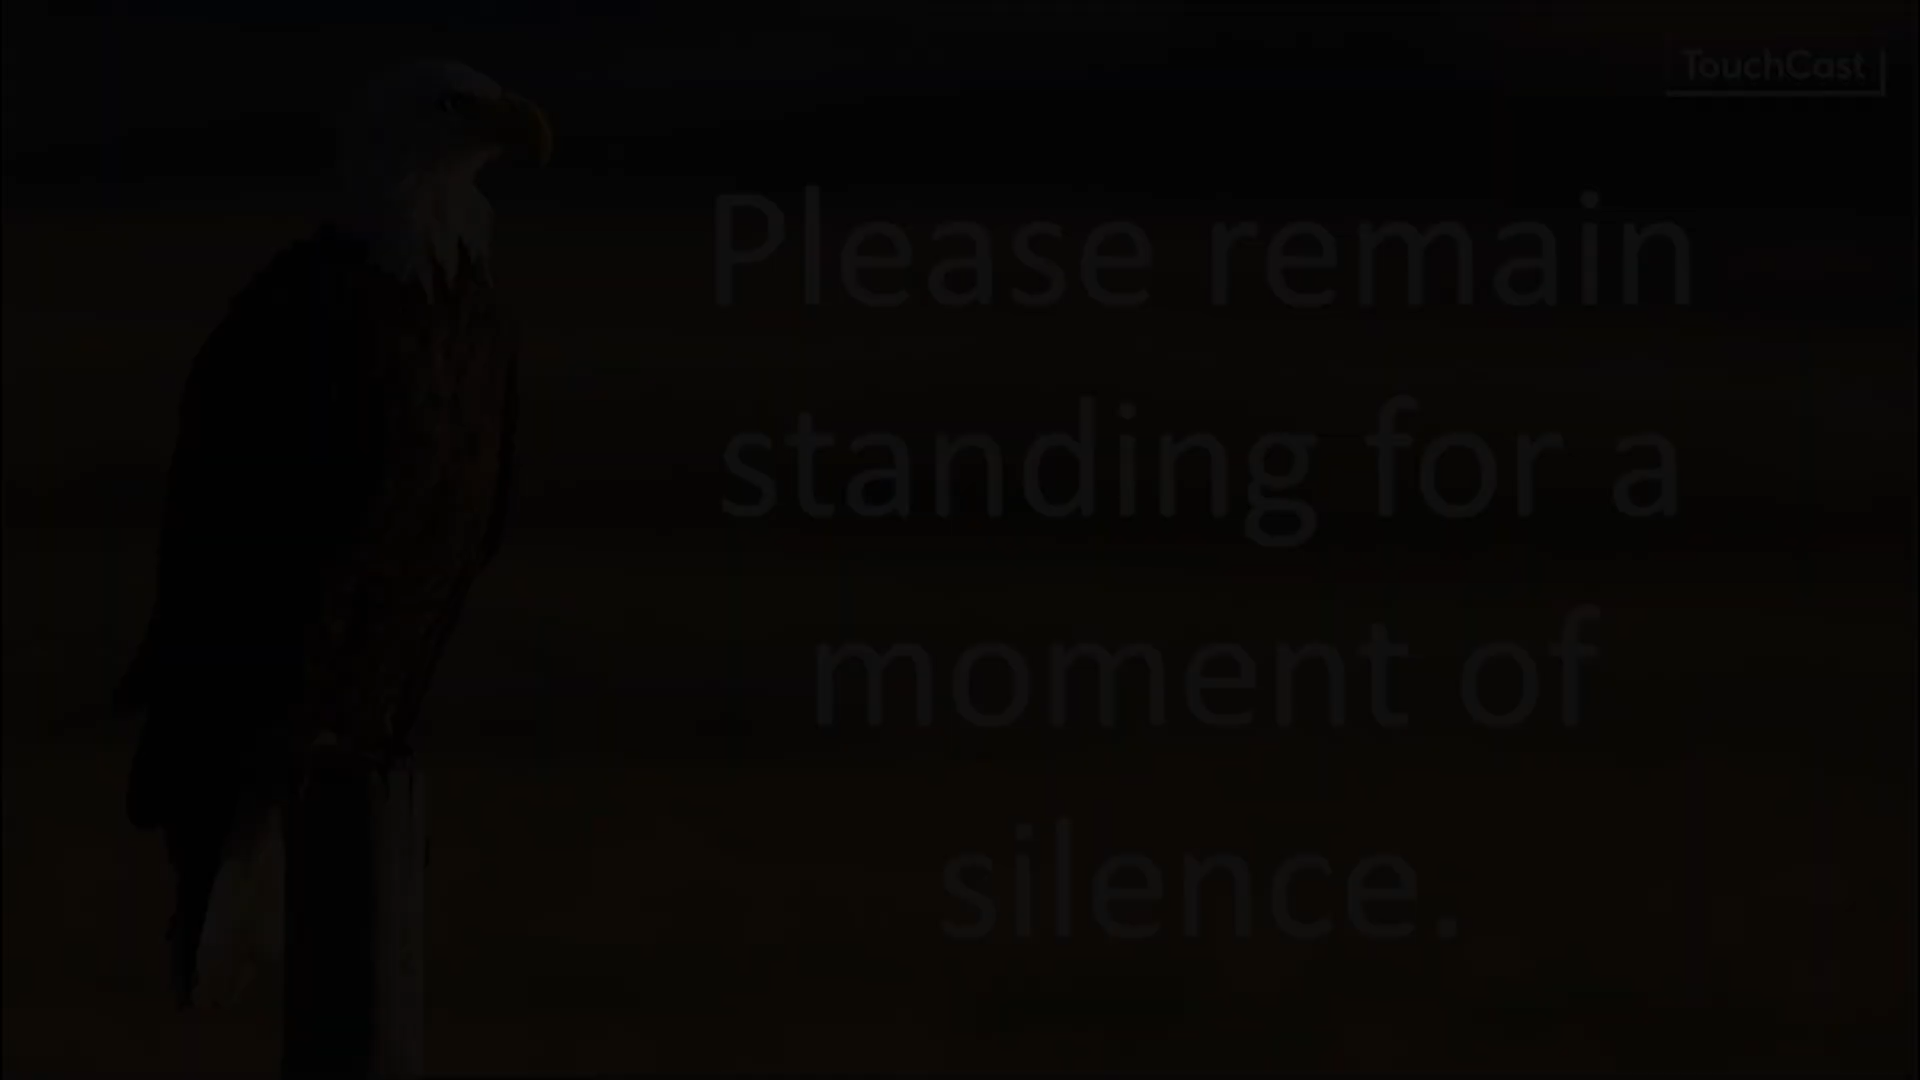 TouchCast
Please remain
standing for a
moment of
silence.